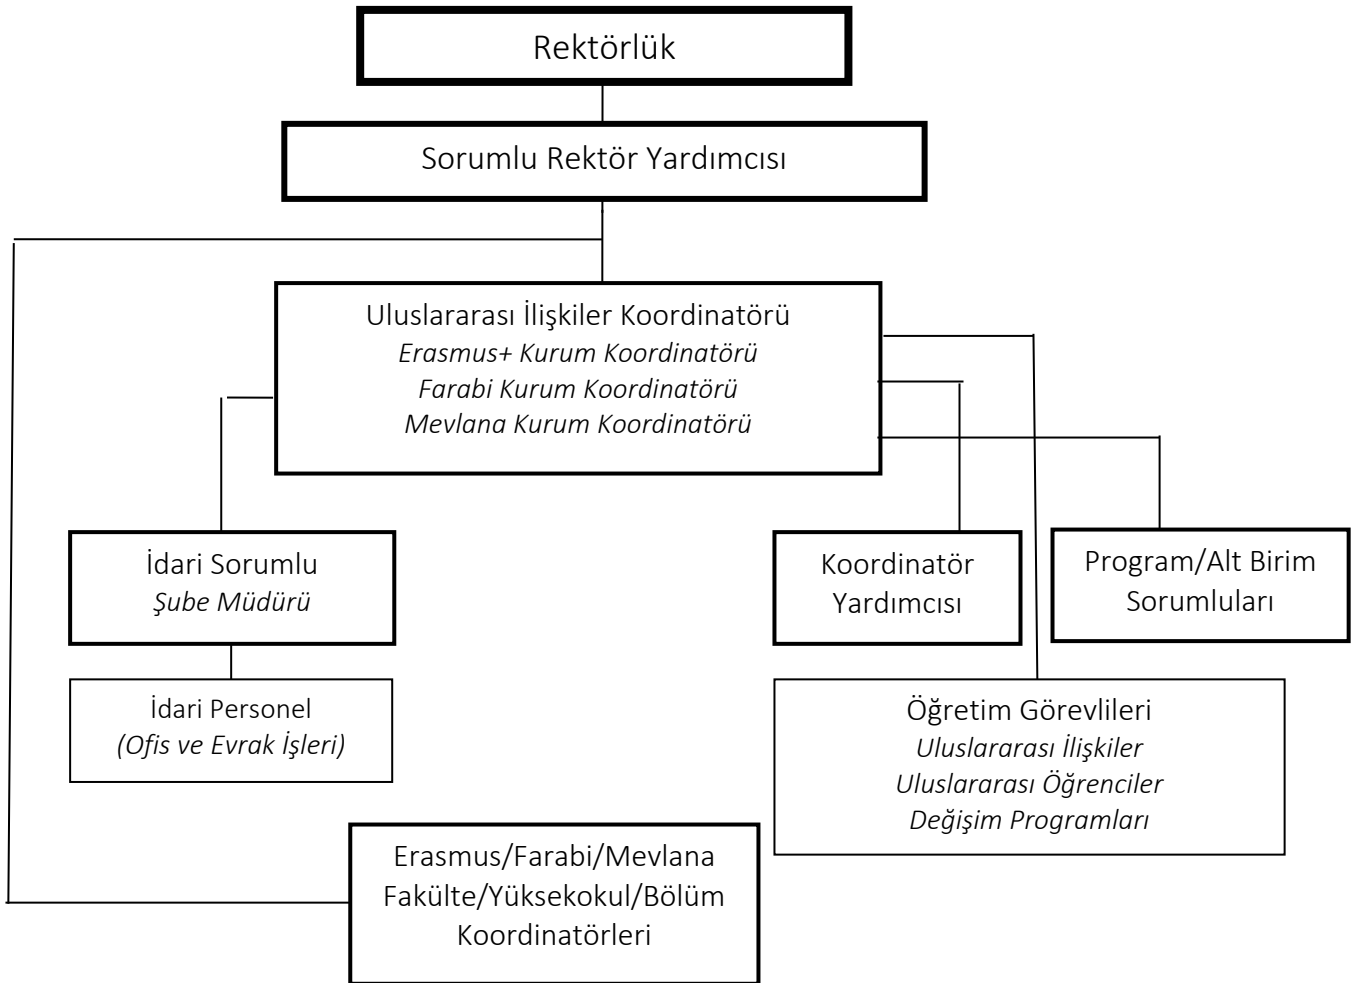 Rektörlük
Sorumlu Rektör Yardımcısı
Uluslararası İlişkiler Koordinatörü
Erasmus+ Kurum Koordinatörü
Farabi Kurum Koordinatörü
Mevlana Kurum Koordinatörü
İdari Sorumlu
Şube Müdürü
Koordinatör
Yardımcısı
Program/Alt Birim
Sorumluları
İdari Personel
(Ofis ve Evrak İşleri)
Öğretim Görevlileri
Uluslararası İlişkiler
Uluslararası Öğrenciler
Değişim Programları
Erasmus/Farabi/Mevlana
Fakülte/Yüksekokul/Bölüm
Koordinatörleri